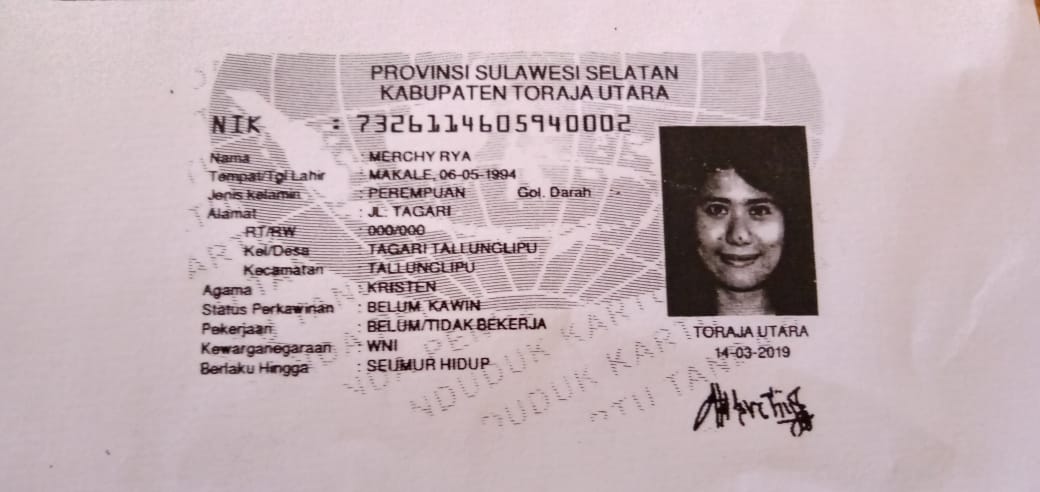 PROVINSI SULAWESI SELATAN
KABUPATEN TORAJA UTARA
NIK : 7326114605940002
Nama : MERCHY RYA
Tempat/Tgl Lahir : MAKALE, 06-05-1994
Jenis kelamin : PEREMPUAN Gol. Darah : -
Alamat : JL. TAGARI
RT/RW : 000/000
Kel/Desa : TAGARI TALLUNGLIPU
Kecamatan : TALLUNGLIPU
Agama : KRISTEN
Status Perkawinan : BELUM KAWIN
Pekerjaan : BELUM/TIDAK BEKERJA
Kewarganegaraan : WNI
Berlaku Hingga : SEUMUR HIDUP
TORAJA UTARA
14-03-2019